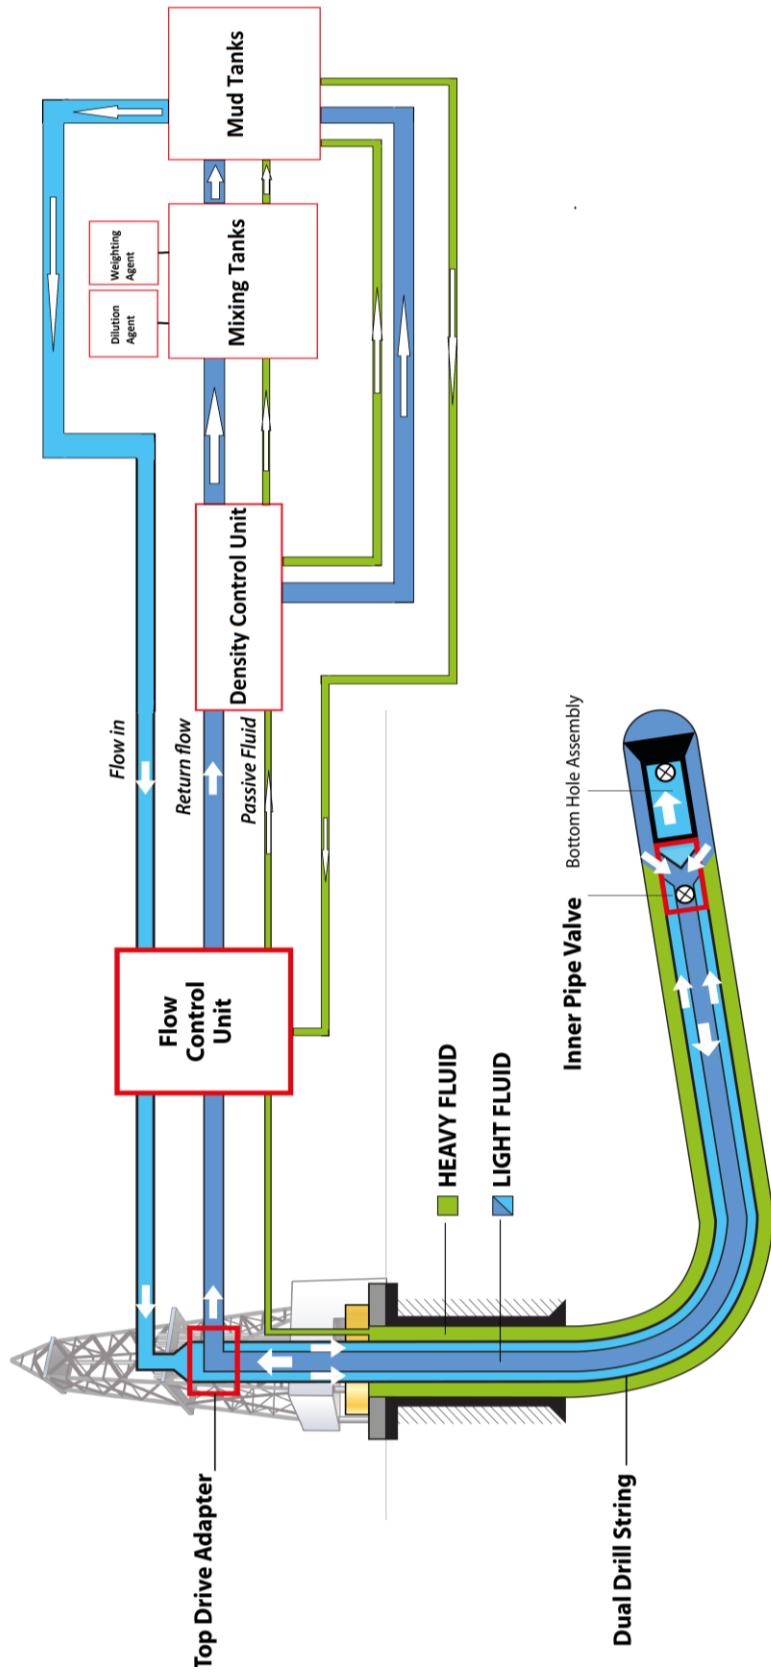 Mud Tanks
Weighting
Agent
Dilution
Agent
Mixing Tanks
Density Control Unit
Flow in
Return flow
Passive Fluid
Flow
Control
Unit
Bottom Hole Assembly
Inner Pipe Valve
HEAVY FLUID
LIGHT FLUID
Top Drive Adapter
Dual Drill String